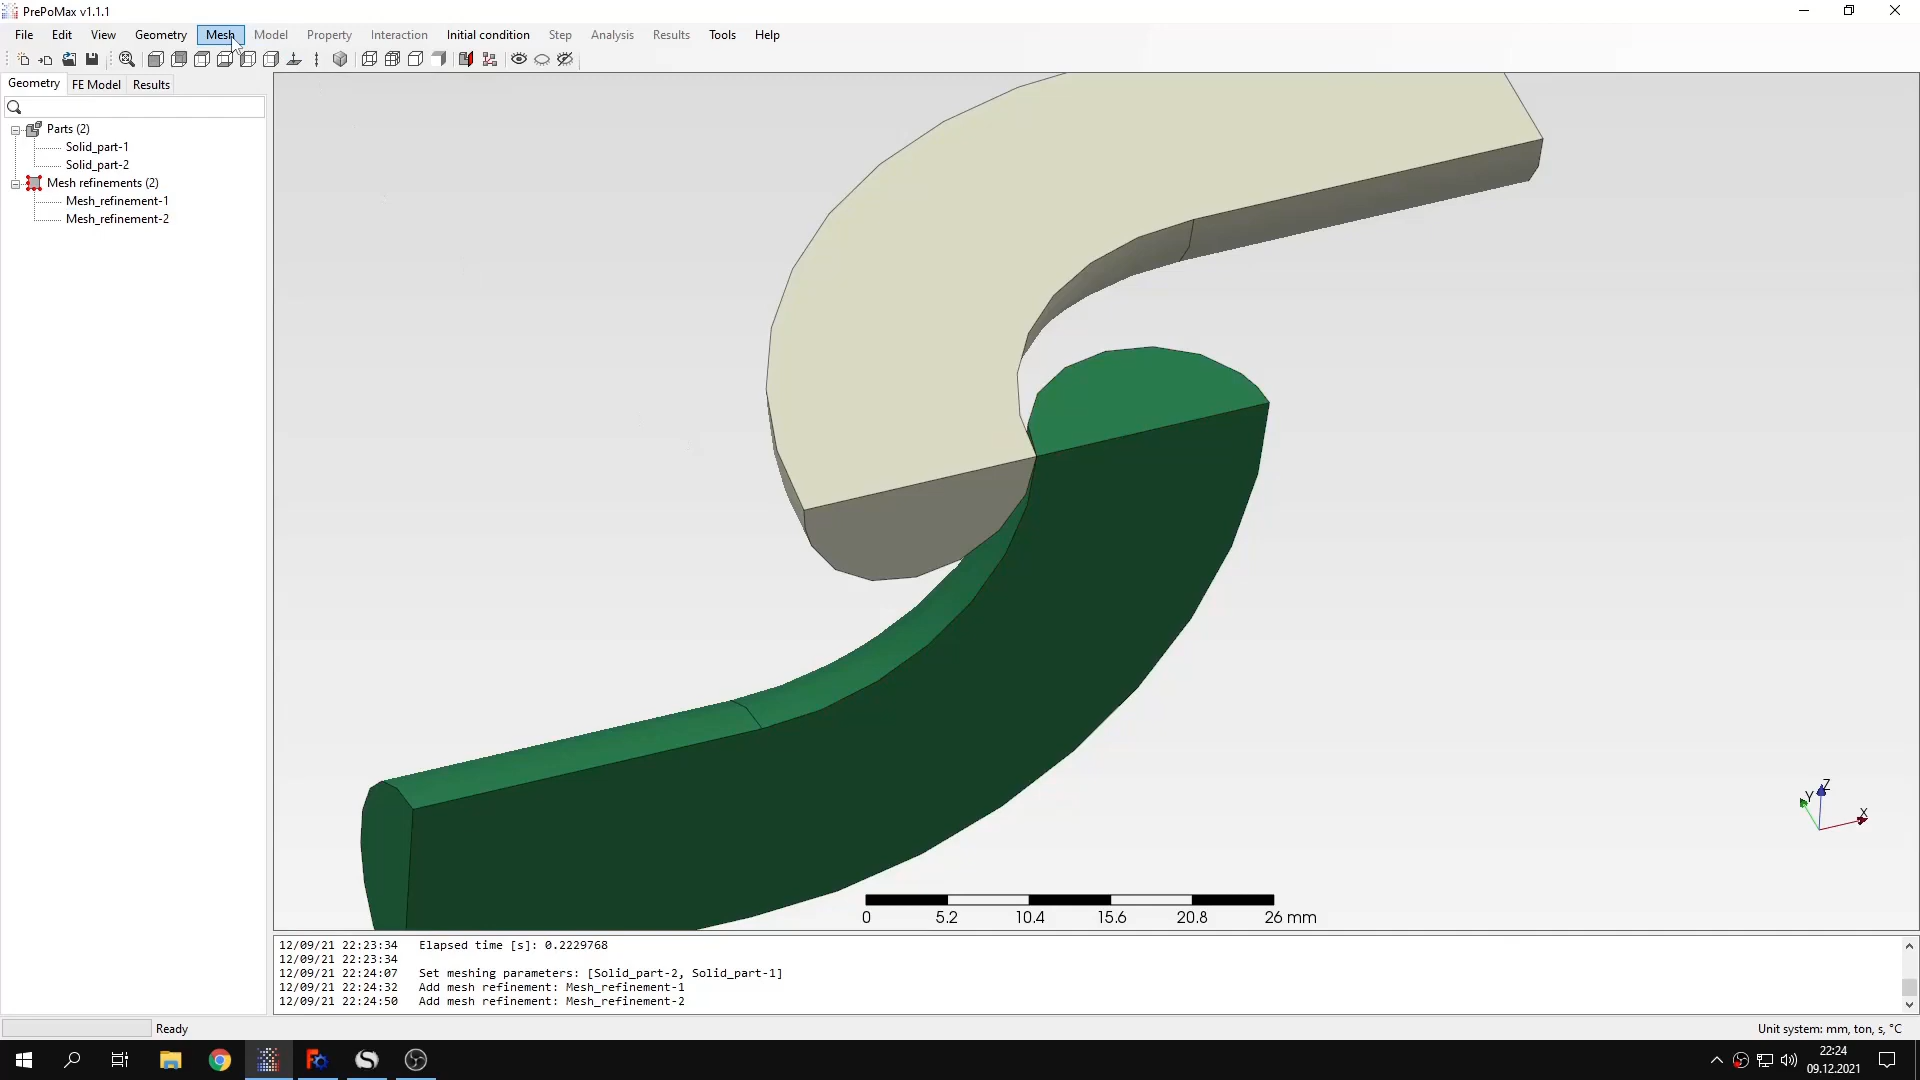 PrePoMax v1.1.1
File Edit View Geometry Mesh Model Property Interaction Initial condition Step Analysis Results Tools Help
Geometry FE Model Results
Parts (2)
Solid_part-1
Solid_part-2
Mesh refinements (2)
Mesh_refinement-1
Mesh_refinement-2
Z
Y
X
0 5.2 10.4 15.6 20.8 26 mm
12/09/21 22:23:34 Elapsed time [s]: 0.2229768
12/09/21 22:23:34
12/09/21 22:24:07 Set meshing parameters: [Solid_part-2, Solid_part-1]
12/09/21 22:24:32 Add mesh refinement: Mesh_refinement-1
12/09/21 22:24:50 Add mesh refinement: Mesh_refinement-2
Ready
Unit system: mm, ton, s, °C
22:24
09.12.2021